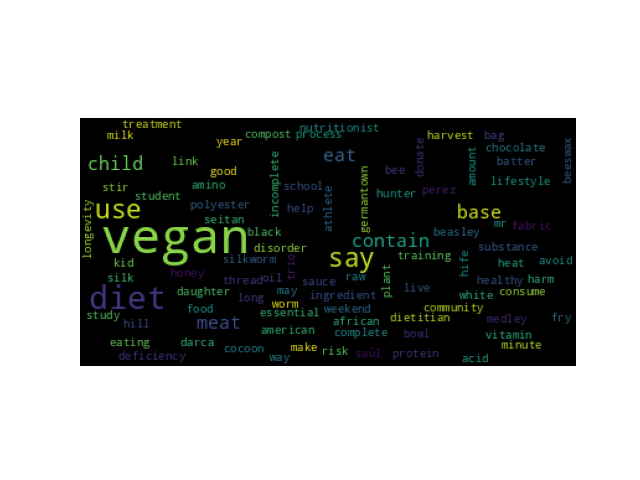 treatment
nutritionist
milk
compost process
harvest
bag
year
chocolate
beeswax
donate
child
link
good
eat
batter
amount
incomplete
bee
lifestyle
stir
amino
school
athlete
germantown
hunter
perez
student
polyester
help
longevity
use
seitan
base
mr
fabric
vegan
black
contain
beasley
disorder
say
training
substance
kid
silkworm
trio
hife
heat
avoid
silk
honey
thread
oil
raw
plant
healthy
harm
diet
daughter
long
may
sauce
live
white
consume
ingredient
worm
food
essential
weekend
community
study
hill
meat
african
dietitian
medley
fry
american
complete
bowl
vitamin
eating
darca
cocoon
make
risk
saúl
protein
minute
deficiency
way
acid